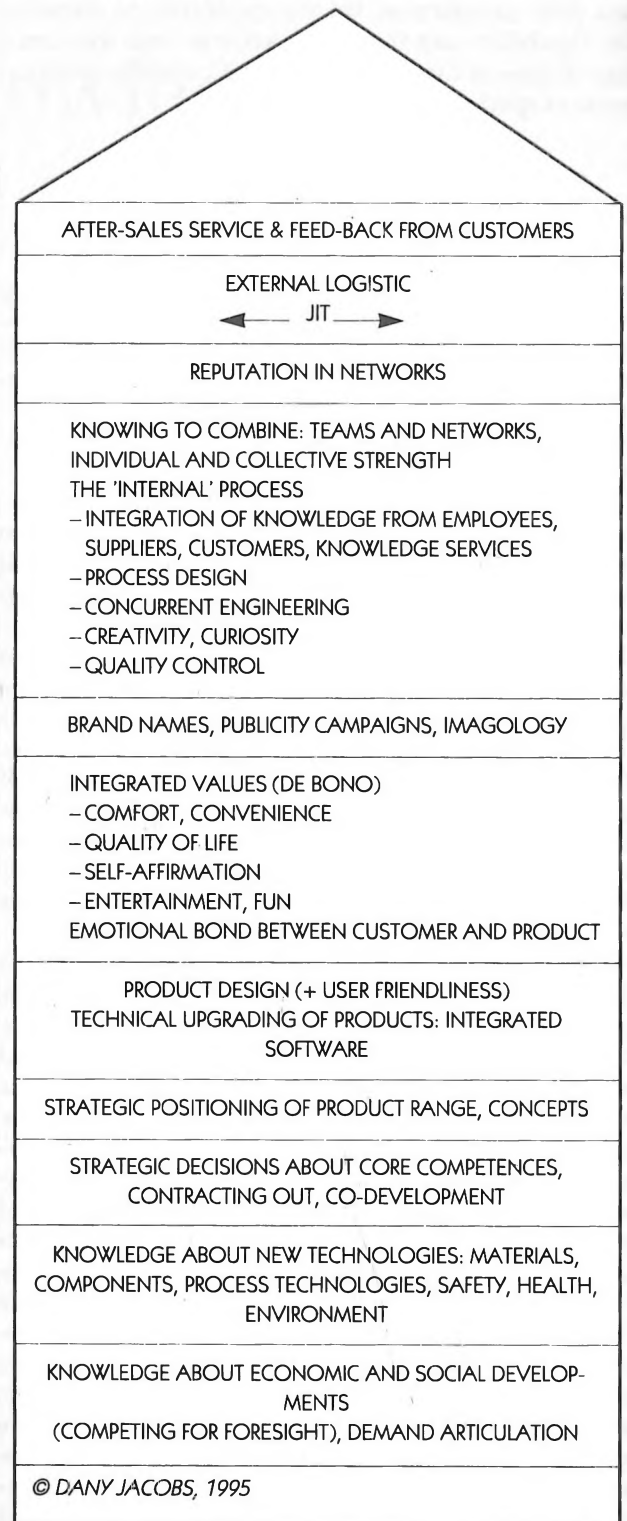 AFTER-SALES SERVICE & FEED-BACK FROM CUSTOMERS
EXTERNAL LOGISTIC
JIT
REPUTATION IN NETWORKS
KNOWING TO COMBINE: TEAMS AND NETWORKS,
INDIVIDUAL AND COLLECTIVE STRENGTH
THE 'INTERNAL' PROCESS
– INTEGRATION OF KNOWLEDGE FROM EMPLOYEES,
SUPPLIERS, CUSTOMERS, KNOWLEDGE SERVICES
– PROCESS DESIGN
– CONCURRENT ENGINEERING
– CREATIVITY, CURIOSITY
– QUALITY CONTROL
BRAND NAMES, PUBLICITY CAMPAIGNS, IMAGOLOGY
INTEGRATED VALUES (DE BONO)
– COMFORT, CONVENIENCE
– QUALITY OF LIFE
– SELF-AFFIRMATION
– ENTERTAINMENT, FUN
EMOTIONAL BOND BETWEEN CUSTOMER AND PRODUCT
PRODUCT DESIGN (+ USER FRIENDLINESS)
TECHNICAL UPGRADING OF PRODUCTS: INTEGRATED
SOFTWARE
STRATEGIC POSITIONING OF PRODUCT RANGE, CONCEPTS
STRATEGIC DECISIONS ABOUT CORE COMPETENCES,
CONTRACTING OUT, CO-DEVELOPMENT
KNOWLEDGE ABOUT NEW TECHNOLOGIES: MATERIALS,
COMPONENTS, PROCESS TECHNOLOGIES, SAFETY, HEALTH,
ENVIRONMENT
KNOWLEDGE ABOUT ECONOMIC AND SOCIAL DEVELOP-
MENTS
(COMPETING FOR FORESIGHT), DEMAND ARTICULATION
© DANY JACOBS, 1995